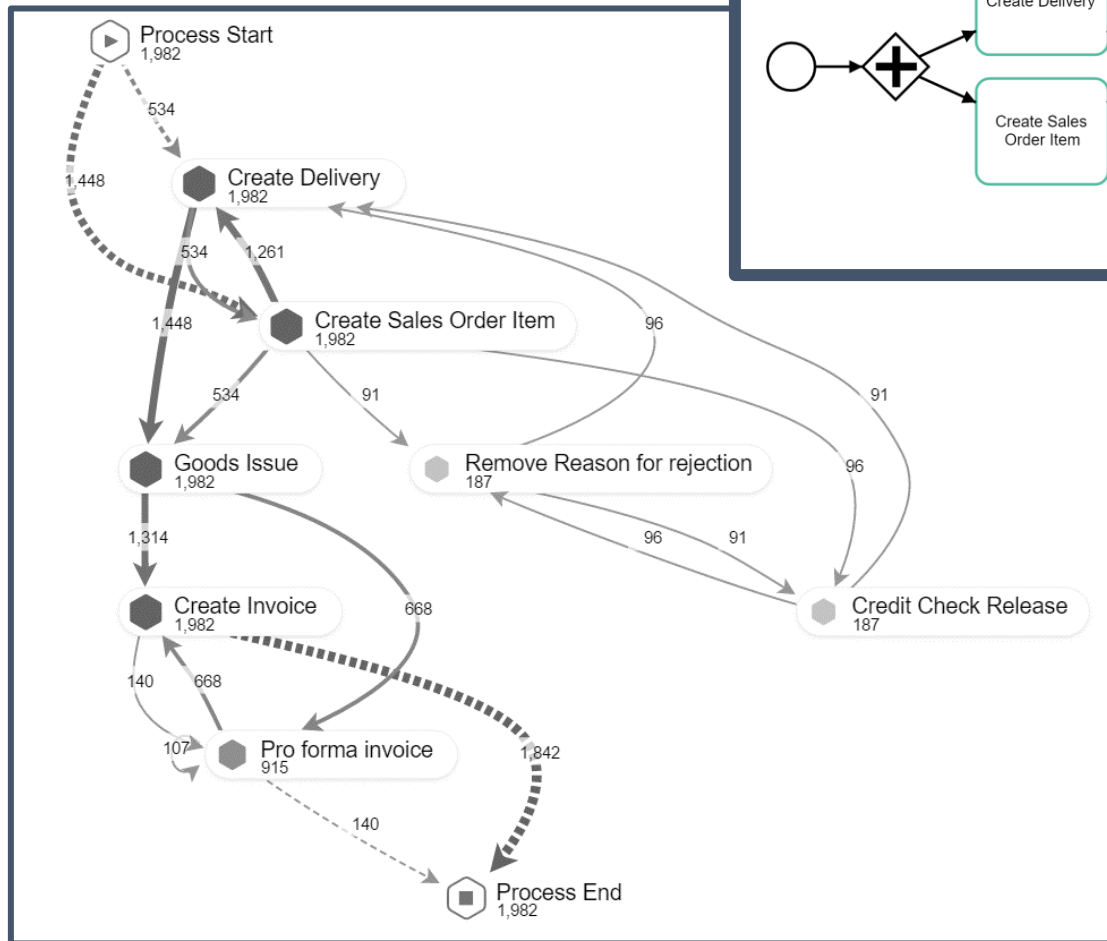 Process Start
1,982
534
1,448
Create Delivery
1,982
534
1,261
1,448
Create Sales Order Item
1,982
96
91
534
91
96
Goods Issue
1,982
Remove Reason for rejection
187
1,314
96
91
Create Invoice
1,982
668
Credit Check Release
187
140
668
107
Pro forma invoice
915
1,842
140
Process End
1,982
Create Delivery
Create Sales
Order Item